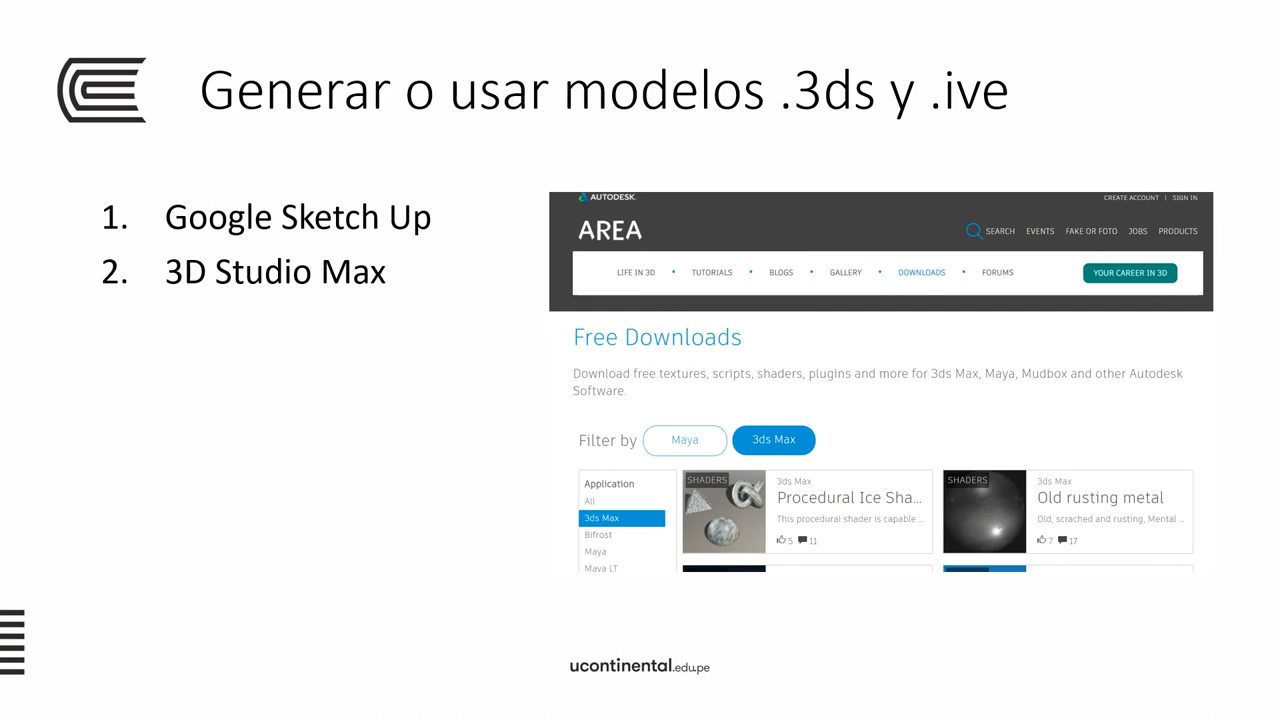 Generar o usar modelos .3ds y .ive
1. Google Sketch Up
2. 3D Studio Max
AUTODESK.
CREATE ACCOUNT | SIGN IN
AREA
SEARCH EVENTS FAKE OR FOTO JOBS PRODUCTS
LIFE IN 3D • TUTORIALS • BLOGS • GALLERY • DOWNLOADS • FORUMS
YOUR CAREER IN 3D
Free Downloads
Download free textures, scripts, shaders, plugins and more for 3ds Max, Maya, Mudbox and other Autodesk
Software.
Filter by Maya 3ds Max
Application
All
3ds Max
Bifrost
Maya
Maya LT
SHADERS
3ds Max
Procedural Ice Sha...
This procedural shader is capable ...
5 11
SHADERS
3ds Max
Old rusting metal
Old, scrached and rusting, Mental ...
7 17
ucontinental.edu.pe